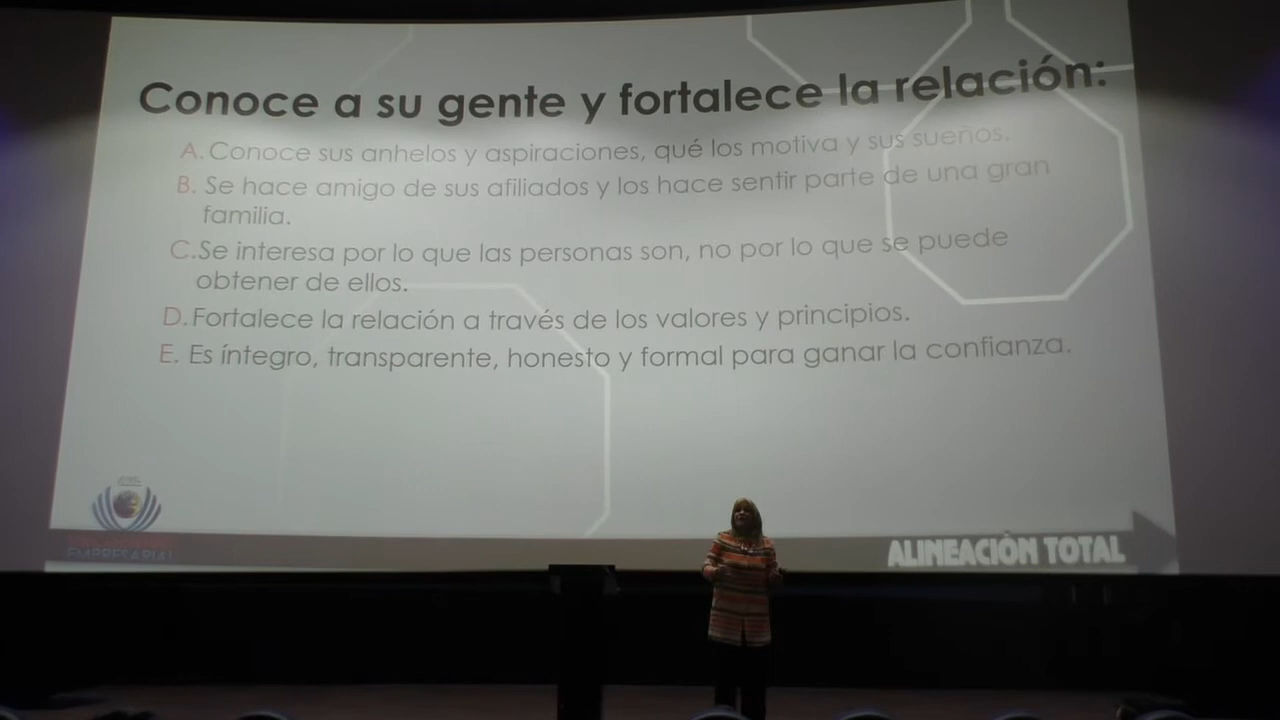 Conoce a su gente y fortalece la relación:
A. Conoce sus anhelos y aspiraciones, qué los motiva y sus sueños.
B. Se hace amigo de sus afiliados y los hace sentir parte de una gran
familia.
C. Se interesa por lo que las personas son, no por lo que se puede
obtener de ellos.
D. Fortalece la relación a través de los valores y principios.
E. Es íntegro, transparente, honesto y formal para ganar la confianza.
EMPRESARIAL
ALINEACIÒN TOTAL